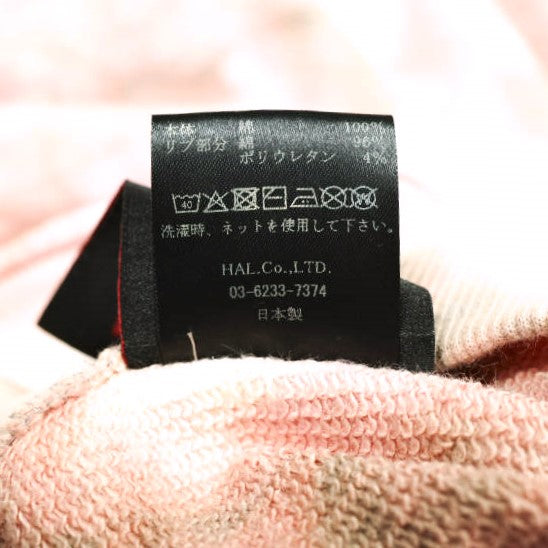 本体 綿 100%
リブ部分 綿 96%
ポリウレタン 4%
40
洗濯時、ネットを使用して下さい。
HAL.Co.,LTD.
03-6233-7374
日本製